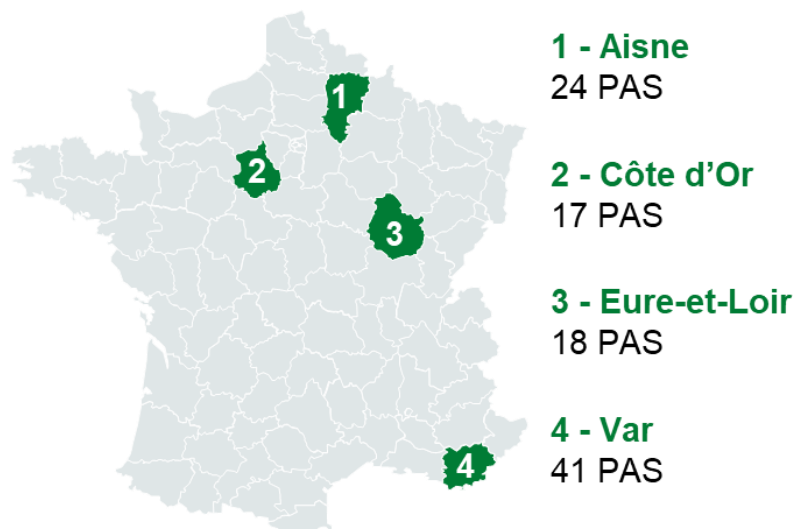 1
2
3
4
1 - Aisne
24 PAS
2 - Côte d’Or
17 PAS
3 - Eure-et-Loir
18 PAS
4 - Var
41 PAS